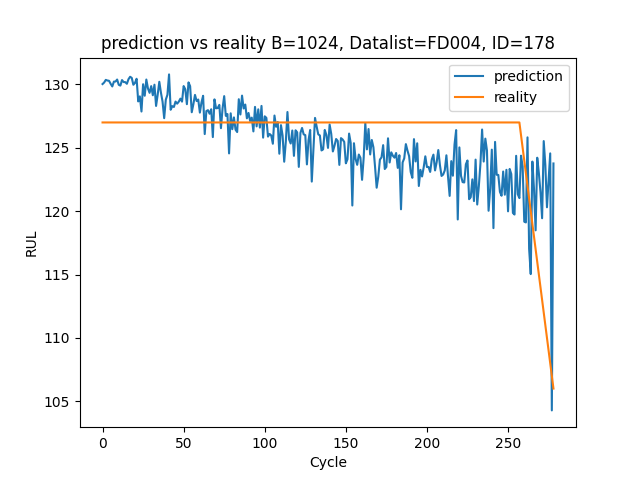 prediction vs reality B=1024, Datalist=FD004, ID=178
prediction
reality
130
125
120
115
110
105
RUL
0 50 100 150 200 250
Cycle